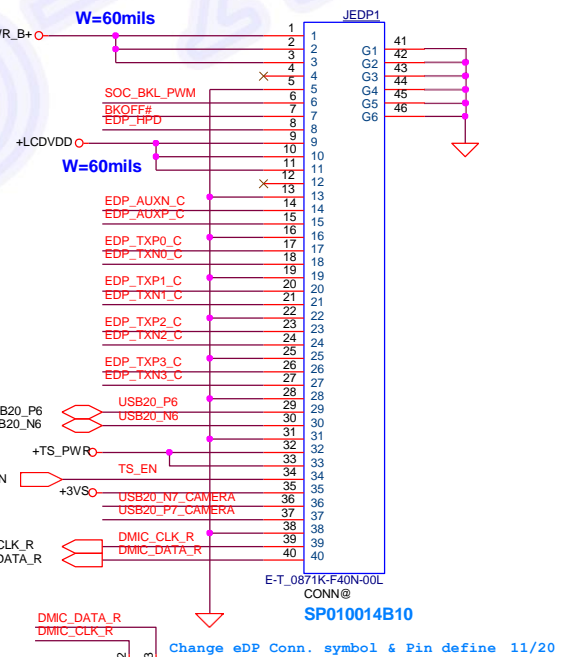 W=60mils
JEDP1
R_B+
1 1
2 2
3 3
4 4
5 5
SOC_BKL_PWM 6 6
BKOFF# 7 7
EDP_HPD 8 8
+LCDVDD 9 9
10 10
W=60mils
11 11
12 12
13 13
EDP_AUXN_C 14 14
EDP_AUXP_C 15 15
16 16
EDP_TXP0_C 17 17
EDP_TXN0_C 18 18
19 19
EDP_TXP1_C 20 20
EDP_TXN1_C 21 21
22 22
EDP_TXP2_C 23 23
EDP_TXN2_C 24 24
25 25
EDP_TXP3_C 26 26
EDP_TXN3_C 27 27
28 28
B20_P6 USB20_P6 29 29
B20_N6 USB20_N6 30 30
31 31
+TS_PWR 32 32
33 33
N TS_EN 34 34
+3VS 35 35
USB20_N7_CAMERA 36 36
USB20_P7_CAMERA 37 37
38 38
CLK_R DMIC_CLK_R 39 39
DATA_R DMIC_DATA_R 40 40
G1 41
G2 42
G3 43
G4 44
G5 45
G6 46
E-T_0871K-F40N-00L
CONN@
SP010014B10
DMIC_DATA_R
DMIC_CLK_R
2
3
Change eDP Conn. symbol & Pin define 11/20